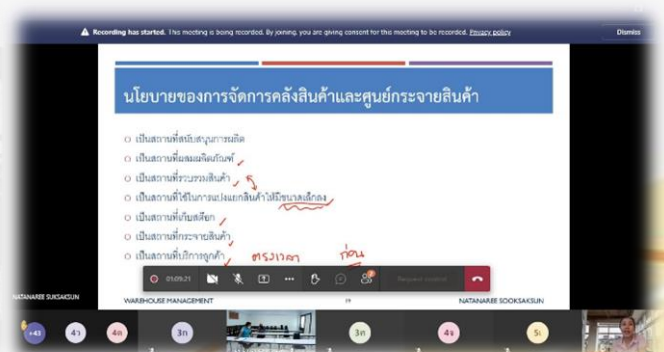 Recording has started. This meeting is being recorded. By joining, you are giving consent for this meeting to be recorded. Privacy policy
Dismiss
นโยบายของการจัดการคลังสินค้าและศูนย์กระจายสินค้า
เป็นสถานที่สนับสนุนการผลิต
เป็นสถานที่ผสมผลิตภัณฑ์
เป็นสถานที่รวบรวมสินค้า
เป็นสถานที่ใช้ในการแบ่งแยกสินค้าให้มีขนาดเล็กลง
เป็นสถานที่เก็บสต๊อก
เป็นสถานที่กระจายสินค้า
เป็นสถานที่บริการลูกค้า ตรงเวลา ก่อน
01:09:21
Request control
NATANAREE SUKSAKSUN
WAREHOUSE MANAGEMENT
19
NATANAREE SOOKSAKSUN
+43